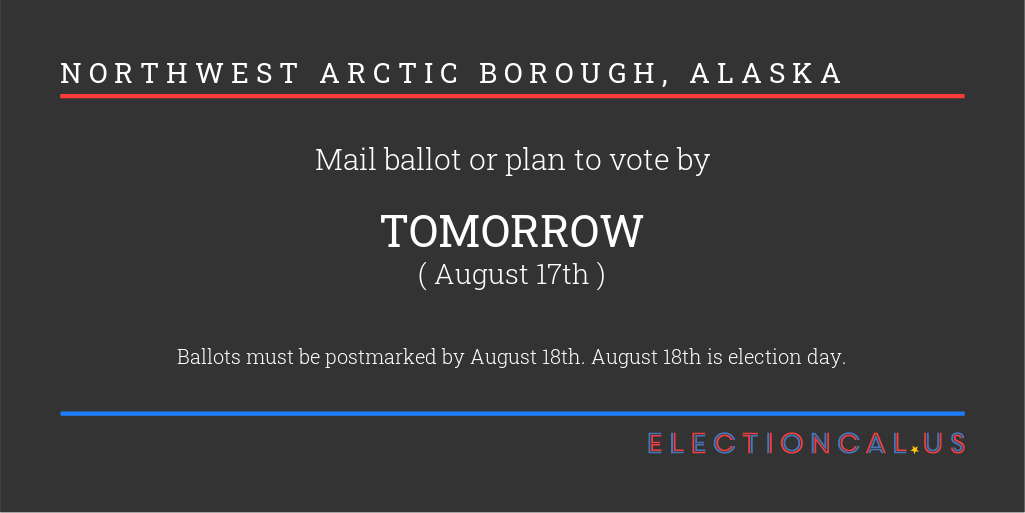 NORTHWEST ARCTIC BOROUGH, ALASKA
Mail ballot or plan to vote by
TOMORROW
( August 17th )
Ballots must be postmarked by August 18th. August 18th is election day.
ELECTIONCAL.US